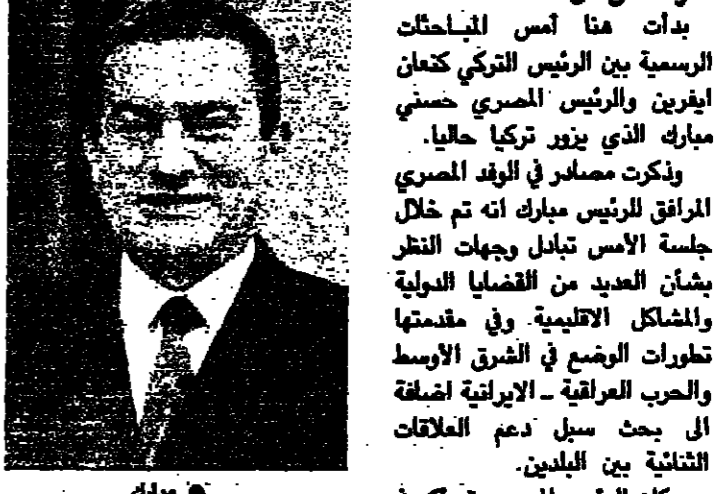 بدأت هنا أمس المباحثات
الرسمية بين الرئيس التركي كنعان
ايفرين والرئيس المصري حسني
مبارك الذي يزور تركيا حاليا.
وذكرت مصادر في الوفد المصري
المرافق للرئيس مبارك انه تم خلال
جلسة الأمس تبادل وجهات النظر
بشأن العديد من القضايا الدولية
والمشاكل الاقليمية وفي مقدمتها
تطورات الوضع في الشرق الأوسط
والحرب العراقية ـ الايرانية اضافة
الى بحث سبل دعم العلاقات
الثنائية بين البلدين.
● مبارك